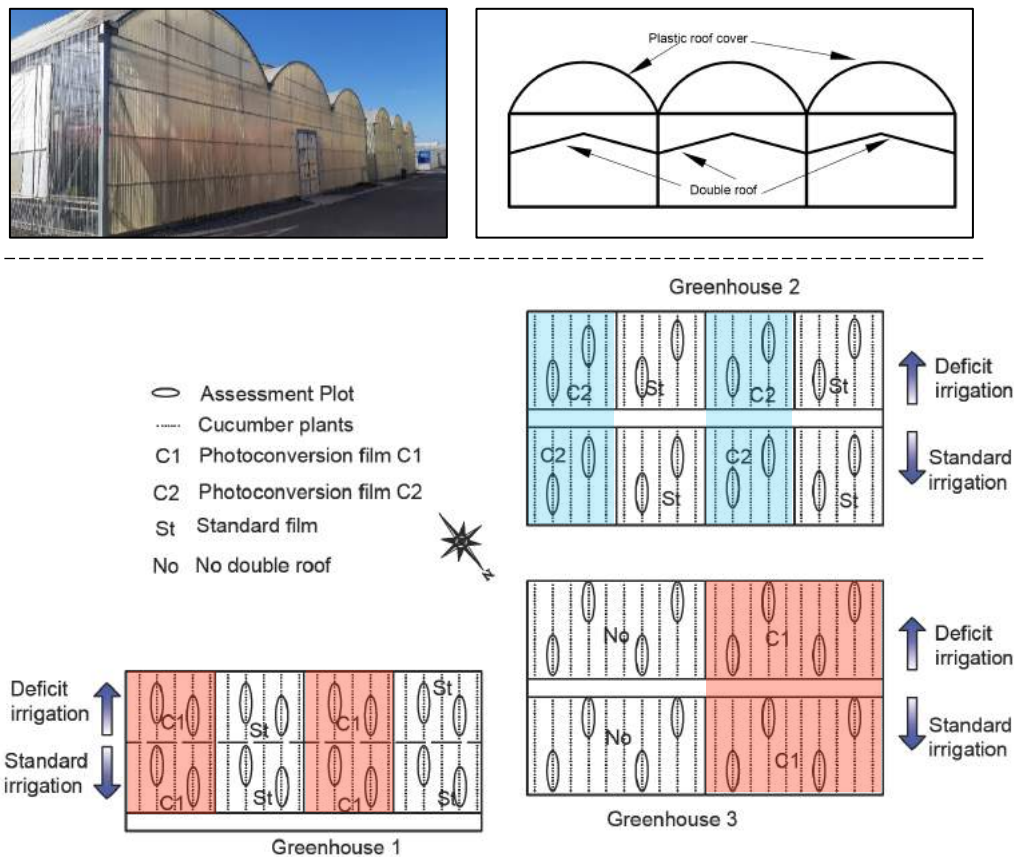 Plastic roof cover
Double roof
Greenhouse 2
Assessment Plot
Cucumber plants
C1 Photoconversion film C1
C2 Photoconversion film C2
St Standard film
No No double roof
N
C2
St
C2
St
Deficit
irrigation
C2
St
C2
St
Standard
irrigation
No
C1
Deficit
irrigation
No
C1
Standard
irrigation
Greenhouse 3
Deficit
irrigation
C1
St
C1
St
Standard
irrigation
C1
St
C1
St
Greenhouse 1